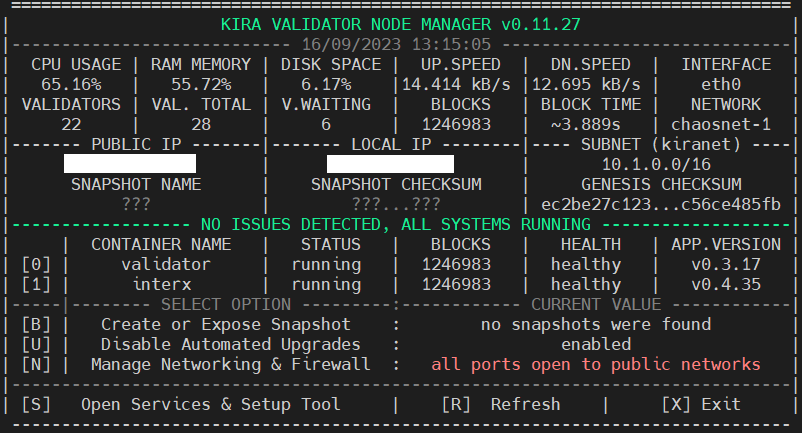 KIRA VALIDATOR NODE MANAGER v0.11.27
16/09/2023 13:15:05
CPU USAGE | RAM MEMORY | DISK SPACE | UP.SPEED | DN.SPEED | INTERFACE
65.16% | 55.72% | 6.17% | 14.414 kB/s | 12.695 kB/s | eth0
VALIDATORS | VAL. TOTAL | V.WAITING | BLOCKS | BLOCK TIME | NETWORK
22 | 28 | 6 | 1246983 | ~3.889s | chaosnet-1
PUBLIC IP | LOCAL IP | SUBNET (kiranet)
10.1.0.0/16
SNAPSHOT NAME | SNAPSHOT CHECKSUM | GENESIS CHECKSUM
??? | ???...??? | ec2be27c123...c56ce485fb
NO ISSUES DETECTED, ALL SYSTEMS RUNNING
CONTAINER NAME | STATUS | BLOCKS | HEALTH | APP.VERSION
[0] | validator | running | 1246983 | healthy | v0.3.17
[1] | interx | running | 1246983 | healthy | v0.4.35
SELECT OPTION : CURRENT VALUE
[B] | Create or Expose Snapshot : no snapshots were found
[U] | Disable Automated Upgrades : enabled
[N] | Manage Networking & Firewall : all ports open to public networks
[S] Open Services & Setup Tool | [R] Refresh | [X] Exit